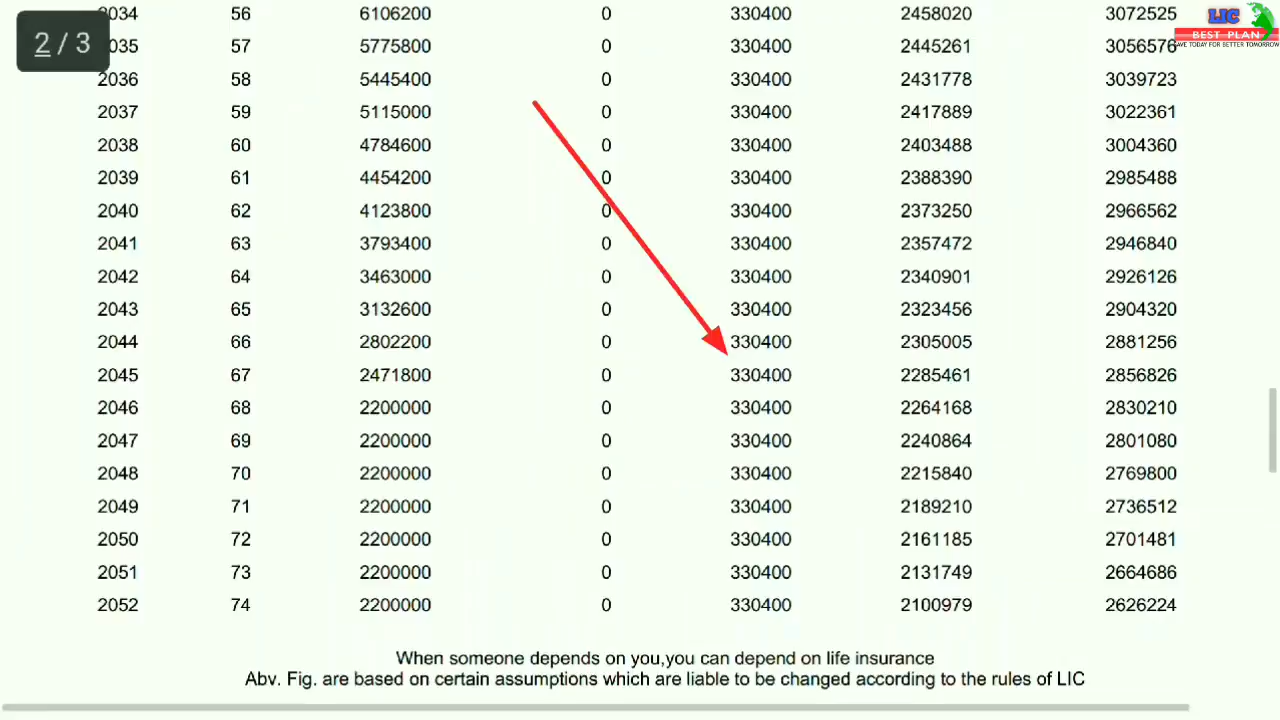 2034 56 6106200 0 330400 2458020 3072525
2 / 3
LIC
BEST PLAN
SAVE TODAY FOR BETTER TOMORROW
2035 57 5775800 0 330400 2445261 3056576
2036 58 5445400 0 330400 2431778 3039723
2037 59 5115000 0 330400 2417889 3022361
2038 60 4784600 0 330400 2403488 3004360
2039 61 4454200 0 330400 2388390 2985488
2040 62 4123800 0 330400 2373250 2966562
2041 63 3793400 0 330400 2357472 2946840
2042 64 3463000 0 330400 2340901 2926126
2043 65 3132600 0 330400 2323456 2904320
2044 66 2802200 0 330400 2305005 2881256
2045 67 2471800 0 330400 2285461 2856826
2046 68 2200000 0 330400 2264168 2830210
2047 69 2200000 0 330400 2240864 2801080
2048 70 2200000 0 330400 2215840 2769800
2049 71 2200000 0 330400 2189210 2736512
2050 72 2200000 0 330400 2161185 2701481
2051 73 2200000 0 330400 2131749 2664686
2052 74 2200000 0 330400 2100979 2626224
When someone depends on you,you can depend on life insurance
Abv. Fig. are based on certain assumptions which are liable to be changed according to the rules of LIC